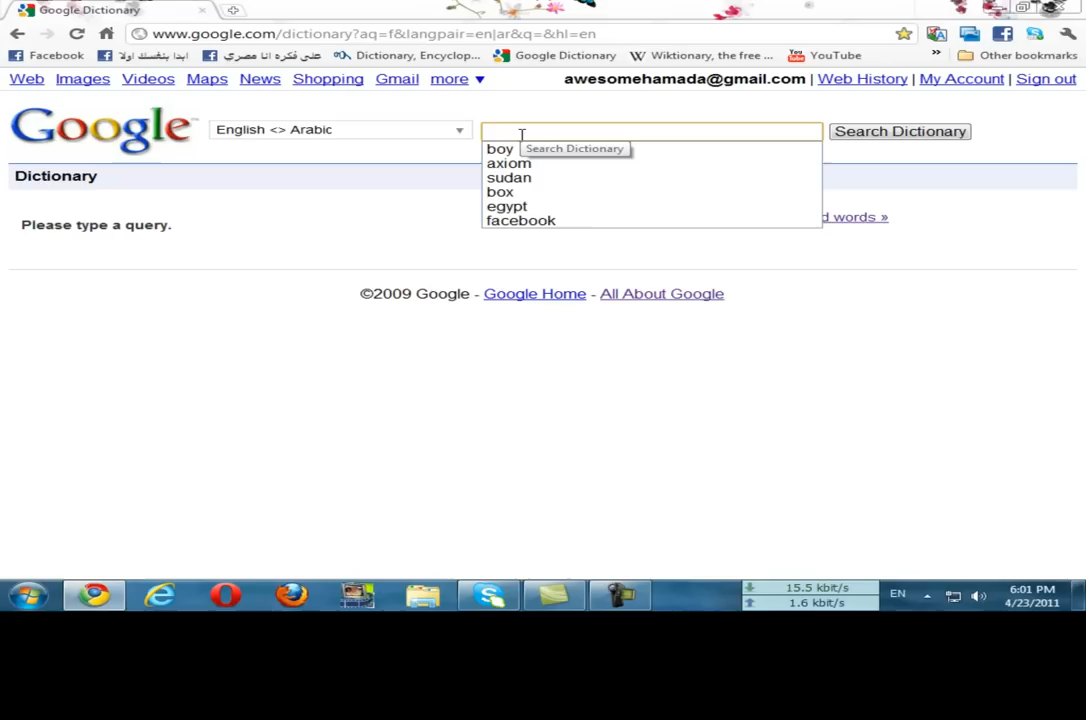 Google Dictionary
www.google.com/dictionary?aq=f&langpair=en|ar&q=&hl=en
Facebook ابدا بنفسك اولا على فكره انا مصري Dictionary, Encyclop... Google Dictionary Wiktionary, the free ... YouTube » Other bookmarks
Web Images Videos Maps News Shopping Gmail more ▼ awesomehamada@gmail.com | Web History | My Account | Sign out
Google English <> Arabic Search Dictionary
boy Search Dictionary
axiom
Dictionary sudan
box
egypt
Please type a query. facebook d words »
©2009 Google - Google Home - All About Google
15.5 kbit/s
1.6 kbit/s
EN
6:01 PM
4/23/2011